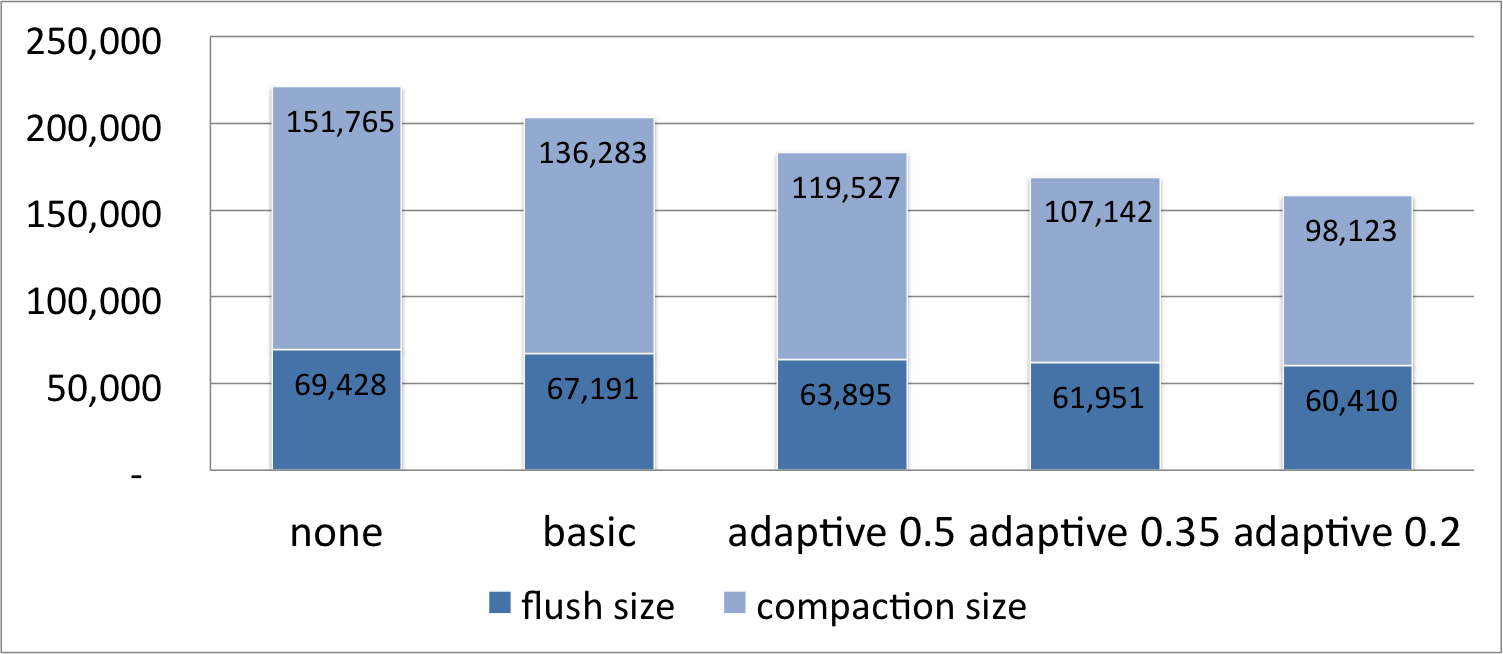 250,000
200,000
150,000
100,000
50,000
-
151,765
136,283
119,527
107,142
98,123
69,428
67,191
63,895
61,951
60,410
none
basic
adaptive 0.5
adaptive 0.35
adaptive 0.2
flush size
compaction size